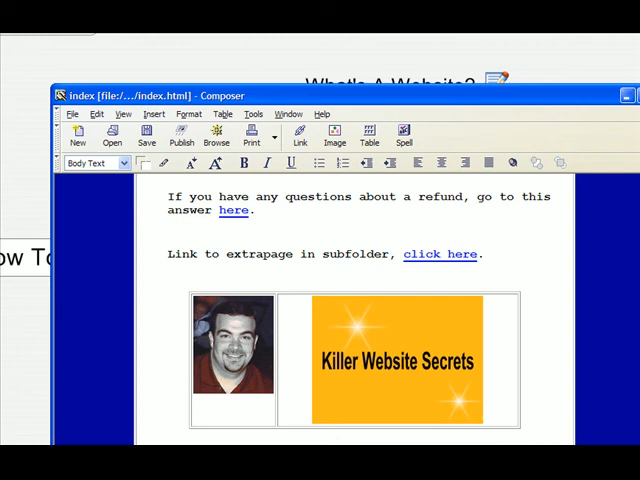 What's A Website?
index [file:/.../index.html] - Composer
File Edit View Insert Format Table Tools Window Help
New Open Save Publish Browse Print Link Image Table Spell
Body Text
If you have any questions about a refund, go to this
answer here.
ow To
Link to extrapage in subfolder, click here.
Killer Website Secrets